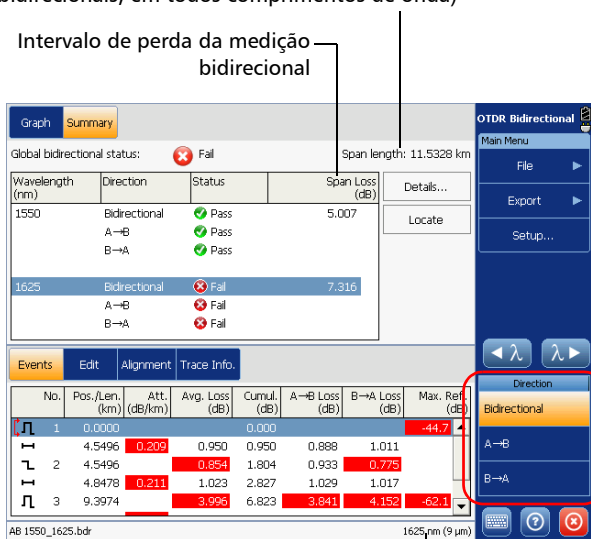 bidirecionais, em todos comprimentos de onda)
Intervalo de perda da medição
bidirecional
Graph Summary
OTDR Bidirectional
Main Menu
File
Export
Setup...
Global bidirectional status: Fail Span length: 11.5328 km
Wavelength (nm) Direction Status Span Loss (dB)
Details...
Locate
1550 Bidirectional Pass 5.007
A→B Pass
B→A Pass
1625 Bidirectional Fail 7.316
A→B Fail
B→A Fail
◄ λ λ ►
Events Edit Alignment Trace Info.
Direction
Bidirectional
A→B
B→A
No. Pos./Len. (km) Att. (dB/km) Avg. Loss (dB) Cumul. (dB) A→B Loss (dB) B→A Loss (dB) Max. Ref. (dB)
1 0.0000 0.000 -44.7
4.5496 0.209 0.950 0.950 0.888 1.011
2 4.5496 0.854 1.804 0.933 0.775
4.8478 0.211 1.023 2.827 1.029 1.017
3 9.3974 3.996 6.823 3.841 4.152 -62.1
AB 1550_1625.bdr 1625 nm (9 µm)